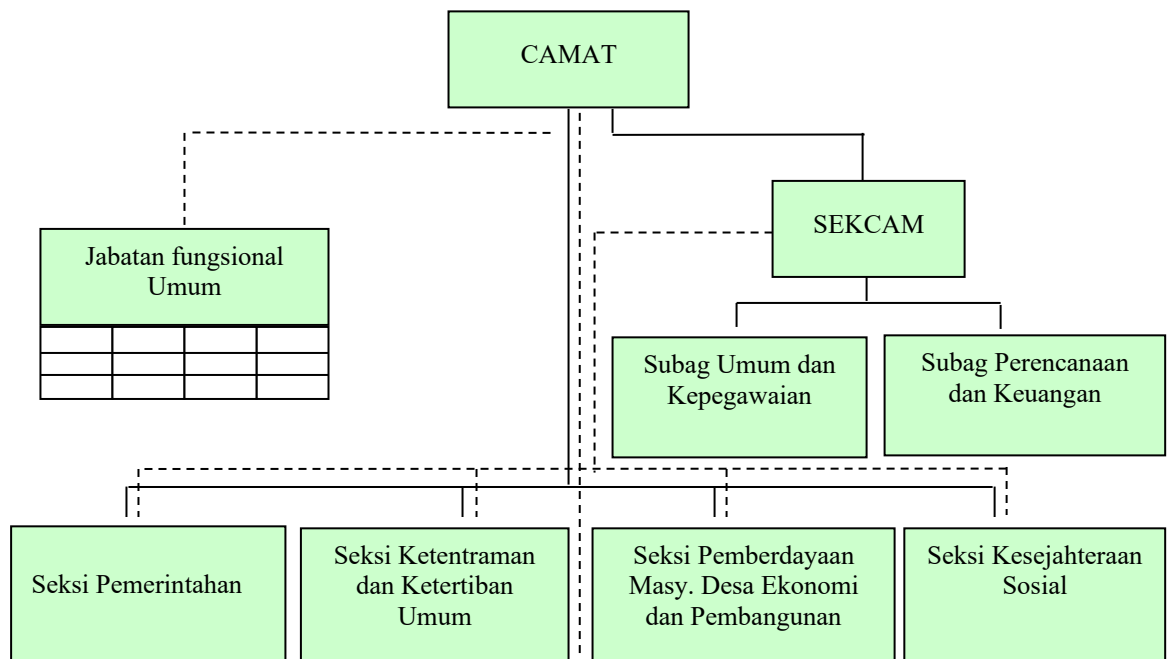 CAMAT
SEKCAM
Jabatan fungsional
Umum
Subag Umum dan
Kepegawaian
Subag Perencanaan
dan Keuangan
Seksi Pemerintahan
Seksi Ketentraman
dan Ketertiban
Umum
Seksi Pemberdayaan
Masy. Desa Ekonomi
dan Pembangunan
Seksi Kesejahteraan
Sosial